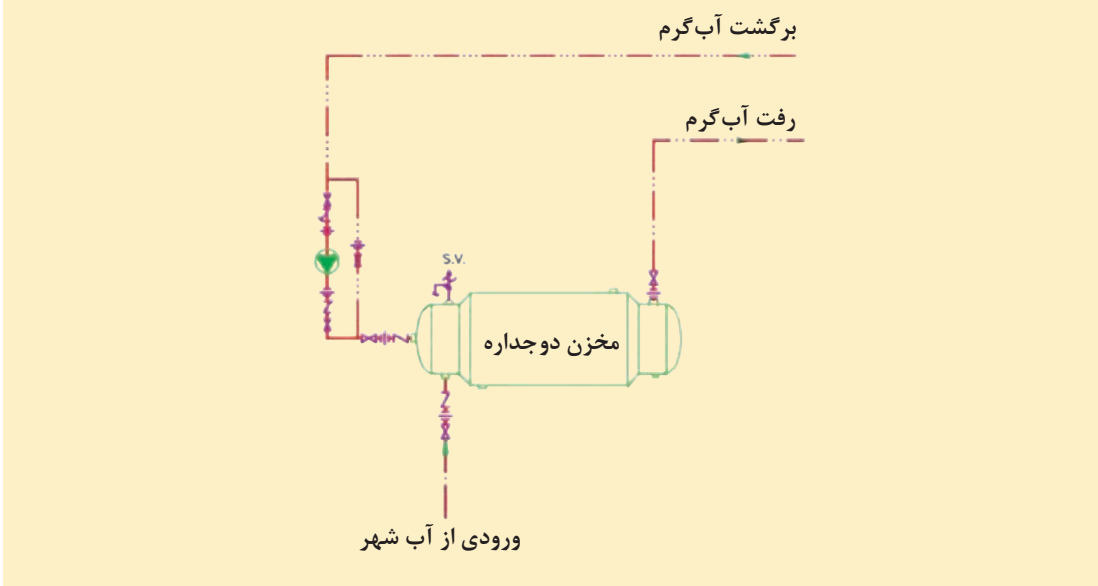 برگشت آب‌گرم
رفت آب‌گرم
S.V.
مخزن دوجداره
ورودی از آب شهر